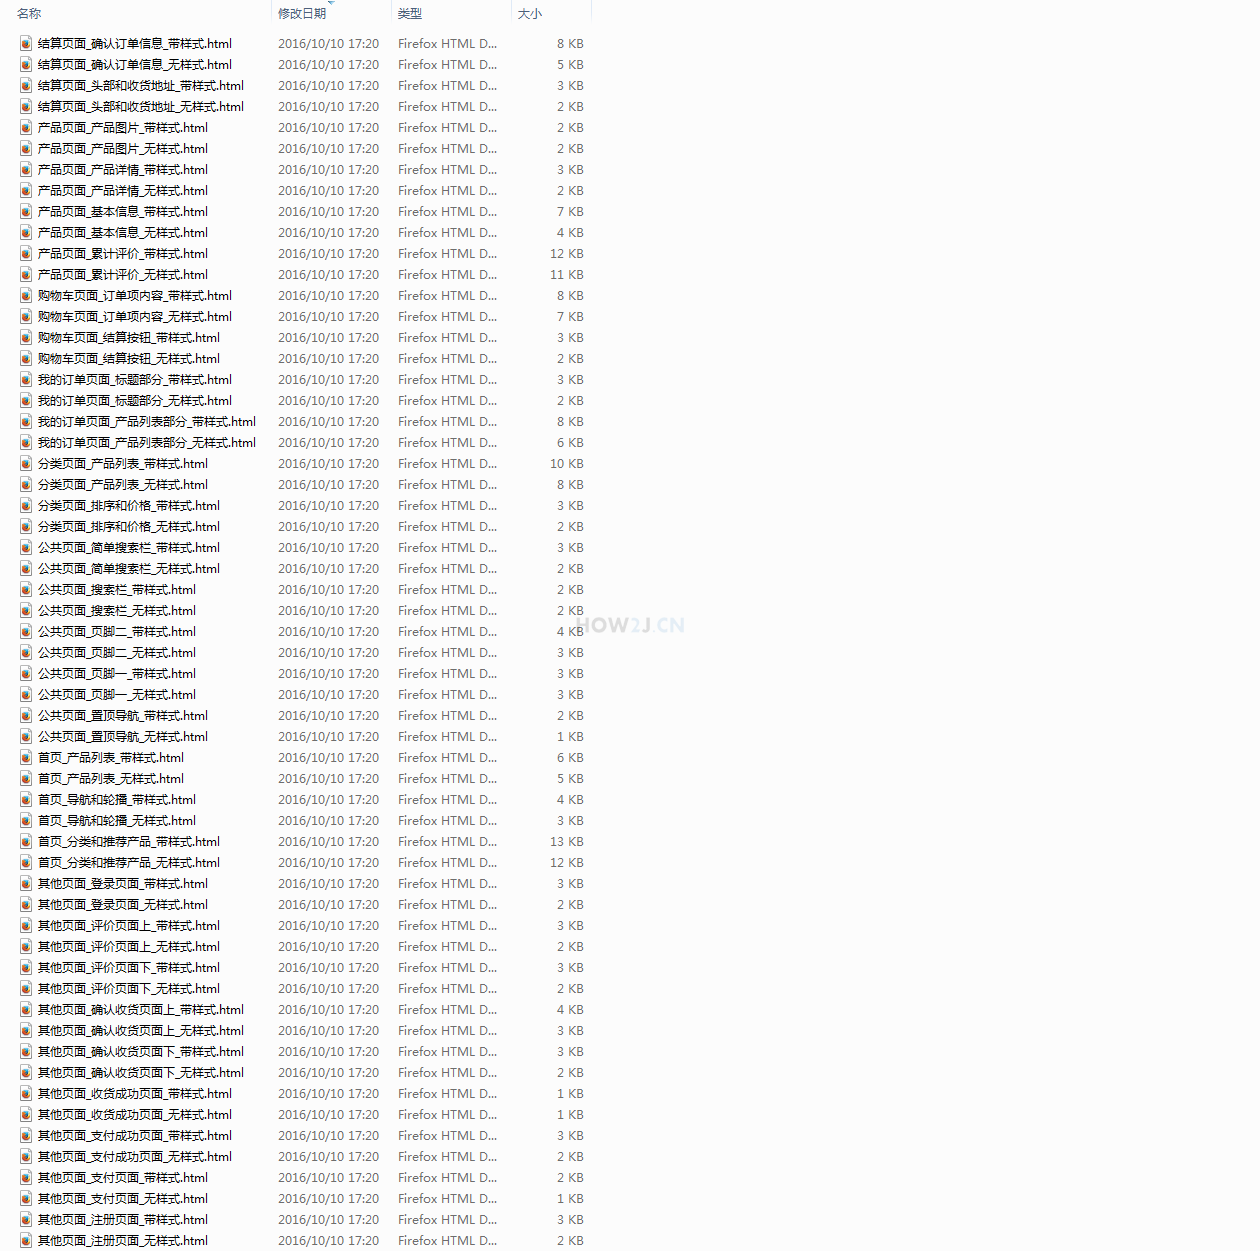 名称 修改日期 类型 大小
结算页面_确认订单信息_带样式.html 2016/10/10 17:20 Firefox HTML D... 8 KB
结算页面_确认订单信息_无样式.html 2016/10/10 17:20 Firefox HTML D... 5 KB
结算页面_头部和收货地址_带样式.html 2016/10/10 17:20 Firefox HTML D... 3 KB
结算页面_头部和收货地址_无样式.html 2016/10/10 17:20 Firefox HTML D... 2 KB
产品页面_产品图片_带样式.html 2016/10/10 17:20 Firefox HTML D... 2 KB
产品页面_产品图片_无样式.html 2016/10/10 17:20 Firefox HTML D... 2 KB
产品页面_产品详情_带样式.html 2016/10/10 17:20 Firefox HTML D... 3 KB
产品页面_产品详情_无样式.html 2016/10/10 17:20 Firefox HTML D... 2 KB
产品页面_基本信息_带样式.html 2016/10/10 17:20 Firefox HTML D... 7 KB
产品页面_基本信息_无样式.html 2016/10/10 17:20 Firefox HTML D... 4 KB
产品页面_累计评价_带样式.html 2016/10/10 17:20 Firefox HTML D... 12 KB
产品页面_累计评价_无样式.html 2016/10/10 17:20 Firefox HTML D... 11 KB
购物车页面_订单项内容_带样式.html 2016/10/10 17:20 Firefox HTML D... 8 KB
购物车页面_订单项内容_无样式.html 2016/10/10 17:20 Firefox HTML D... 7 KB
购物车页面_结算按钮_带样式.html 2016/10/10 17:20 Firefox HTML D... 3 KB
购物车页面_结算按钮_无样式.html 2016/10/10 17:20 Firefox HTML D... 2 KB
我的订单页面_标题部分_带样式.html 2016/10/10 17:20 Firefox HTML D... 3 KB
我的订单页面_标题部分_无样式.html 2016/10/10 17:20 Firefox HTML D... 2 KB
我的订单页面_产品列表部分_带样式.html 2016/10/10 17:20 Firefox HTML D... 8 KB
我的订单页面_产品列表部分_无样式.html 2016/10/10 17:20 Firefox HTML D... 6 KB
分类页面_产品列表_带样式.html 2016/10/10 17:20 Firefox HTML D... 10 KB
分类页面_产品列表_无样式.html 2016/10/10 17:20 Firefox HTML D... 8 KB
分类页面_排序和价格_带样式.html 2016/10/10 17:20 Firefox HTML D... 3 KB
分类页面_排序和价格_无样式.html 2016/10/10 17:20 Firefox HTML D... 2 KB
公共页面_简单搜索栏_带样式.html 2016/10/10 17:20 Firefox HTML D... 3 KB
公共页面_简单搜索栏_无样式.html 2016/10/10 17:20 Firefox HTML D... 2 KB
公共页面_搜索栏_带样式.html 2016/10/10 17:20 Firefox HTML D... 2 KB
公共页面_搜索栏_无样式.html 2016/10/10 17:20 Firefox HTML D... 2 KB
HOW2J.CN
公共页面_页脚二_带样式.html 2016/10/10 17:20 Firefox HTML D... 4 KB
公共页面_页脚二_无样式.html 2016/10/10 17:20 Firefox HTML D... 3 KB
公共页面_页脚一_带样式.html 2016/10/10 17:20 Firefox HTML D... 3 KB
公共页面_页脚一_无样式.html 2016/10/10 17:20 Firefox HTML D... 3 KB
公共页面_置顶导航_带样式.html 2016/10/10 17:20 Firefox HTML D... 2 KB
公共页面_置顶导航_无样式.html 2016/10/10 17:20 Firefox HTML D... 1 KB
首页_产品列表_带样式.html 2016/10/10 17:20 Firefox HTML D... 6 KB
首页_产品列表_无样式.html 2016/10/10 17:20 Firefox HTML D... 5 KB
首页_导航和轮播_带样式.html 2016/10/10 17:20 Firefox HTML D... 4 KB
首页_导航和轮播_无样式.html 2016/10/10 17:20 Firefox HTML D... 3 KB
首页_分类和推荐产品_带样式.html 2016/10/10 17:20 Firefox HTML D... 13 KB
首页_分类和推荐产品_无样式.html 2016/10/10 17:20 Firefox HTML D... 12 KB
其他页面_登录页面_带样式.html 2016/10/10 17:20 Firefox HTML D... 3 KB
其他页面_登录页面_无样式.html 2016/10/10 17:20 Firefox HTML D... 2 KB
其他页面_评价页面上_带样式.html 2016/10/10 17:20 Firefox HTML D... 3 KB
其他页面_评价页面上_无样式.html 2016/10/10 17:20 Firefox HTML D... 2 KB
其他页面_评价页面下_带样式.html 2016/10/10 17:20 Firefox HTML D... 3 KB
其他页面_评价页面下_无样式.html 2016/10/10 17:20 Firefox HTML D... 2 KB
其他页面_确认收货页面上_带样式.html 2016/10/10 17:20 Firefox HTML D... 4 KB
其他页面_确认收货页面上_无样式.html 2016/10/10 17:20 Firefox HTML D... 3 KB
其他页面_确认收货页面下_带样式.html 2016/10/10 17:20 Firefox HTML D... 3 KB
其他页面_确认收货页面下_无样式.html 2016/10/10 17:20 Firefox HTML D... 2 KB
其他页面_收货成功页面_带样式.html 2016/10/10 17:20 Firefox HTML D... 1 KB
其他页面_收货成功页面_无样式.html 2016/10/10 17:20 Firefox HTML D... 1 KB
其他页面_支付成功页面_带样式.html 2016/10/10 17:20 Firefox HTML D... 3 KB
其他页面_支付成功页面_无样式.html 2016/10/10 17:20 Firefox HTML D... 2 KB
其他页面_支付页面_带样式.html 2016/10/10 17:20 Firefox HTML D... 2 KB
其他页面_支付页面_无样式.html 2016/10/10 17:20 Firefox HTML D... 1 KB
其他页面_注册页面_带样式.html 2016/10/10 17:20 Firefox HTML D... 3 KB
其他页面_注册页面_无样式.html 2016/10/10 17:20 Firefox HTML D... 2 KB